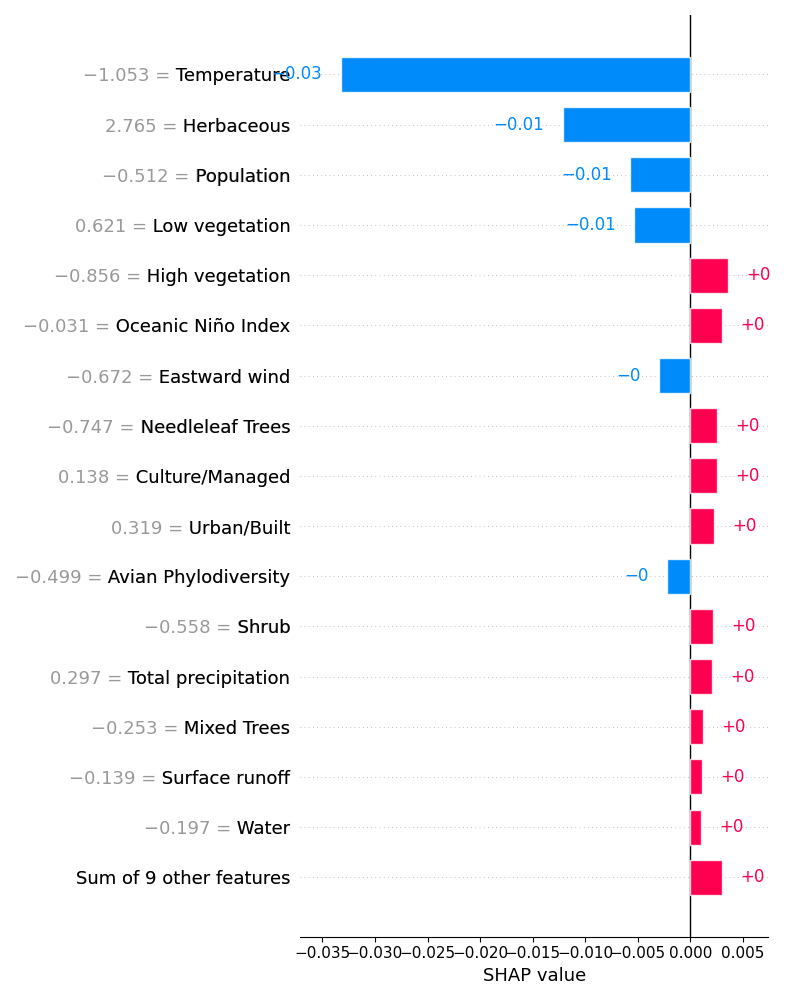 −1.053 = Temperature −0.03
2.765 = Herbaceous −0.01
−0.512 = Population −0.01
0.621 = Low vegetation −0.01
−0.856 = High vegetation +0
−0.031 = Oceanic Niño Index +0
−0.672 = Eastward wind −0
−0.747 = Needleleaf Trees +0
0.138 = Culture/Managed +0
0.319 = Urban/Built +0
−0.499 = Avian Phylodiversity −0
−0.558 = Shrub +0
0.297 = Total precipitation +0
−0.253 = Mixed Trees +0
−0.139 = Surface runoff +0
−0.197 = Water +0
Sum of 9 other features +0
−0.035 −0.030 −0.025 −0.020 −0.015 −0.010 −0.005 0.000 0.005
SHAP value